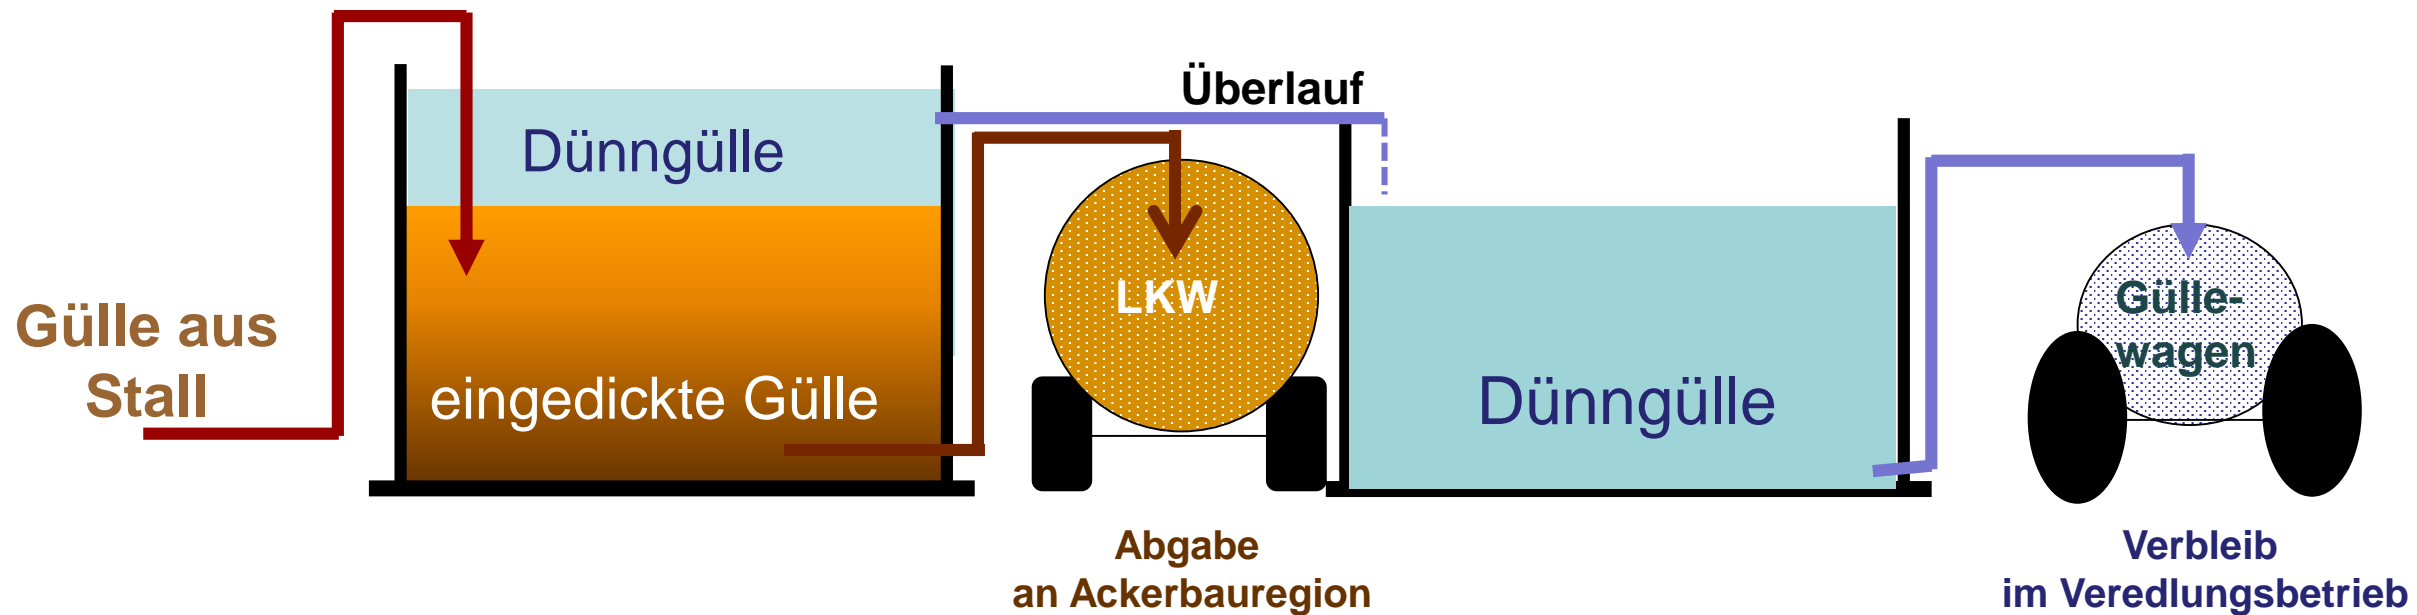 Überlauf
Dünngülle
LKW
Gülle-
wagen
Gülle aus
Stall
eingedickte Gülle
Dünngülle
Abgabe
an Ackerbauregion
Verbleib
im Veredlungsbetrieb